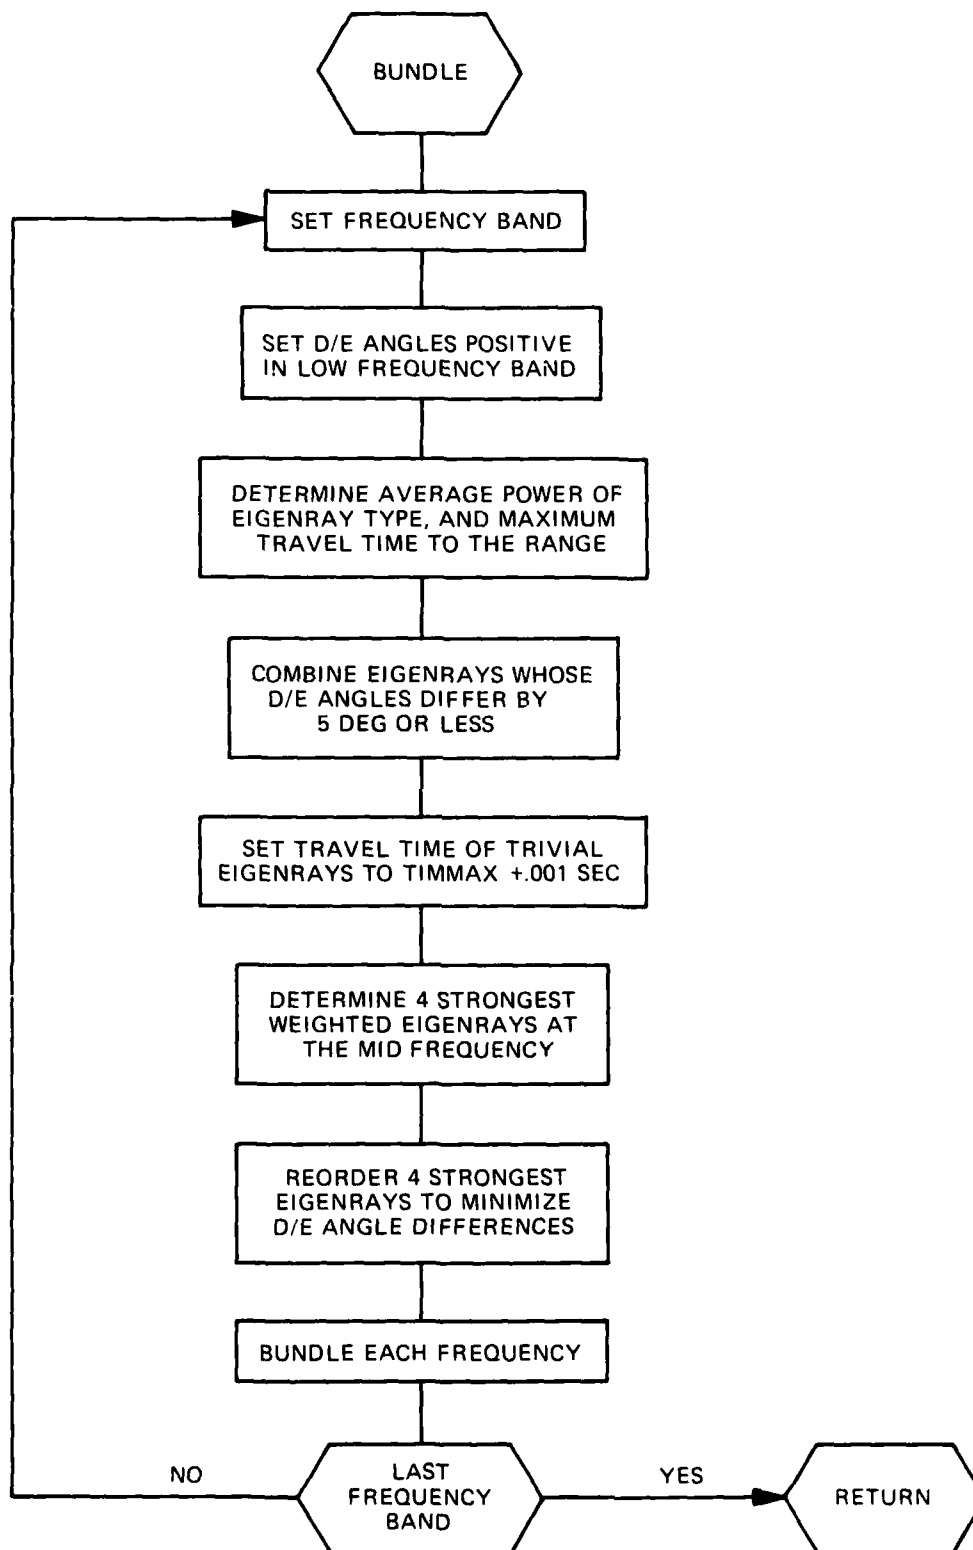 BUNDLE
SET FREQUENCY BAND
SET D/E ANGLES POSITIVE
IN LOW FREQUENCY BAND
DETERMINE AVERAGE POWER OF
EIGENRAY TYPE, AND MAXIMUM
TRAVEL TIME TO THE RANGE
COMBINE EIGENRAYS WHOSE
D/E ANGLES DIFFER BY
5 DEG OR LESS
SET TRAVEL TIME OF TRIVIAL
EIGENRAYS TO TIMMAX +.001 SEC
DETERMINE 4 STRONGEST
WEIGHTED EIGENRAYS AT
THE MID FREQUENCY
REORDER 4 STRONGEST
EIGENRAYS TO MINIMIZE
D/E ANGLE DIFFERENCES
BUNDLE EACH FREQUENCY
NO
LAST
FREQUENCY
BAND
YES
RETURN